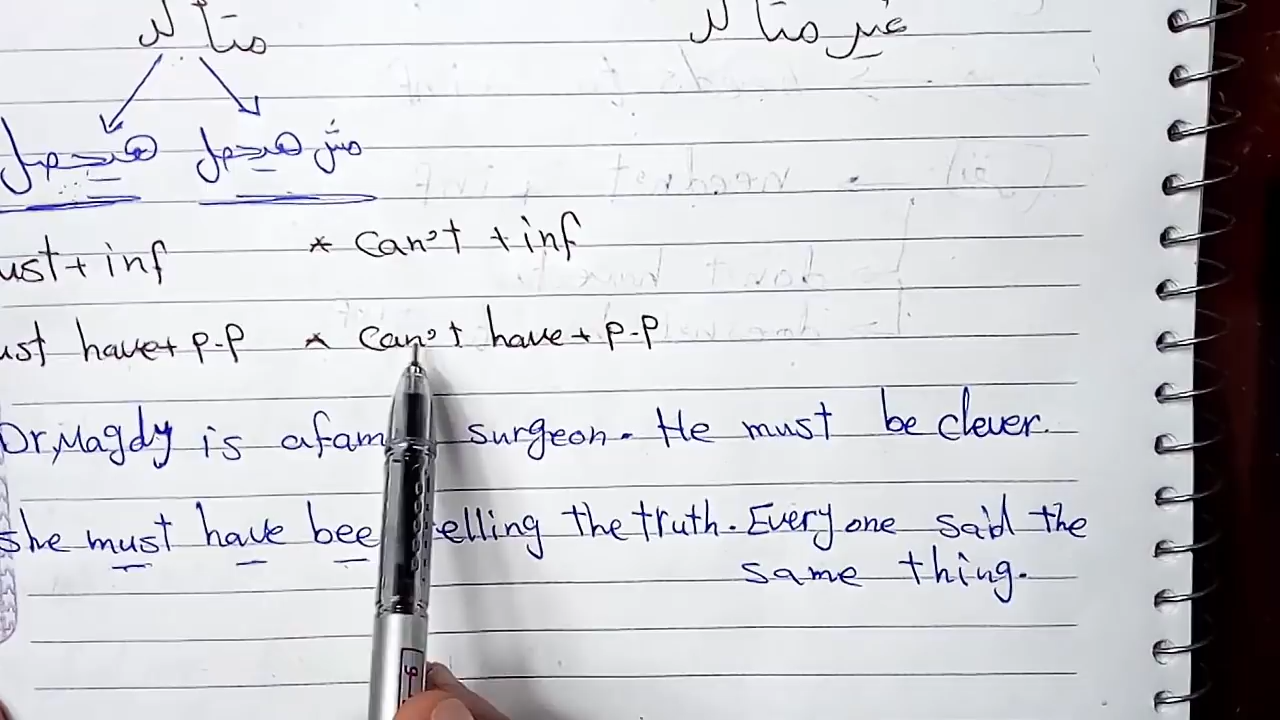 متأكد غير متأكد
هيحصل مش هيحصل
ust + inf * Can't + inf
ust have + p.p * Can't have + p.p
Dr, Magdy is a fam surgeon. He must be clever.
she must have bee elling the truth. Every one said the
same thing.